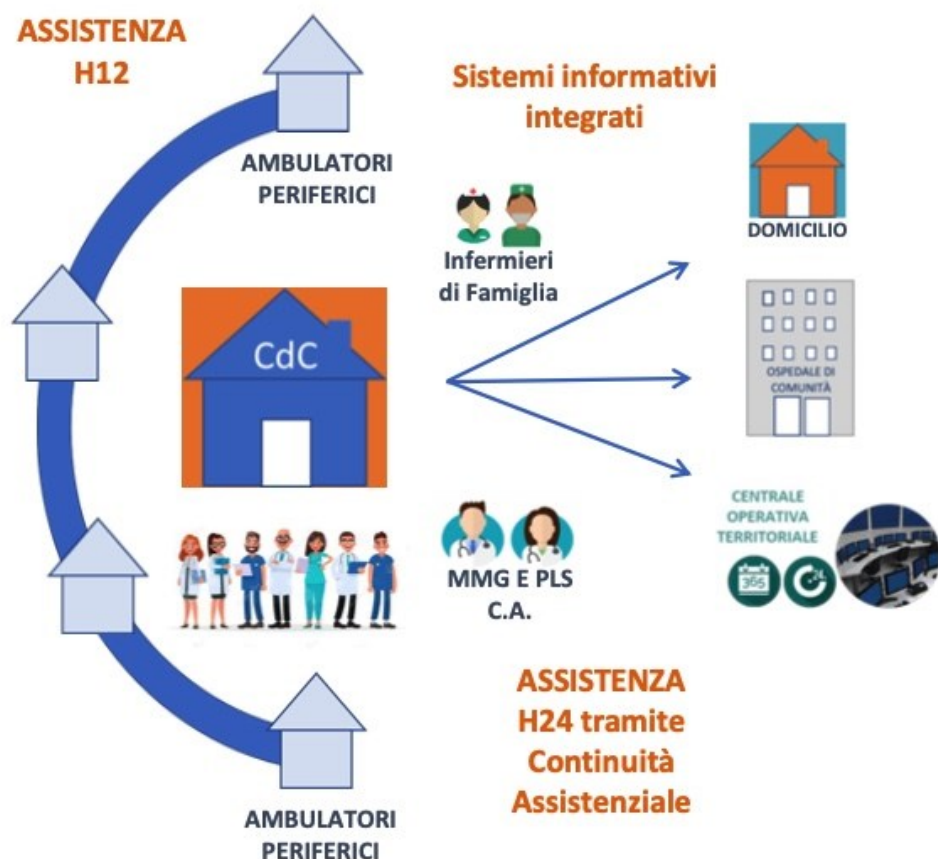 ASSISTENZA
H12
AMBULATORI
PERIFERICI
Sistemi informativi
integrati
Infermieri
di Famiglia
DOMICILIO
CdC
OSPEDALE DI
COMUNITÀ
MMG E PLS
C.A.
CENTRALE
OPERATIVA
TERRITORIALE
365
ASSISTENZA
H24 tramite
Continuità
Assistenziale
AMBULATORI
PERIFERICI